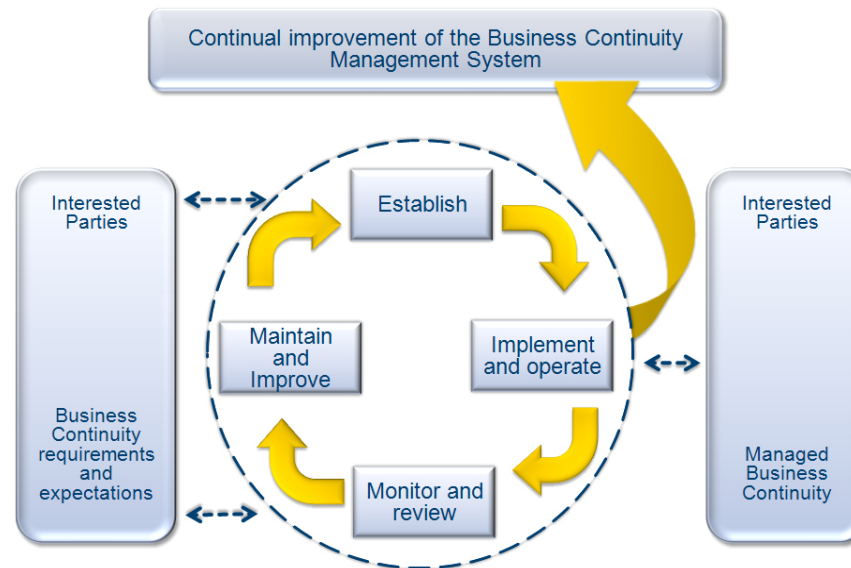 Continual improvement of the Business Continuity
Management System
Interested
Parties
Business
Continuity
requirements
and
expectations
Establish
Maintain
and
Improve
Implement
and operate
Monitor and
review
Interested
Parties
Managed
Business
Continuity